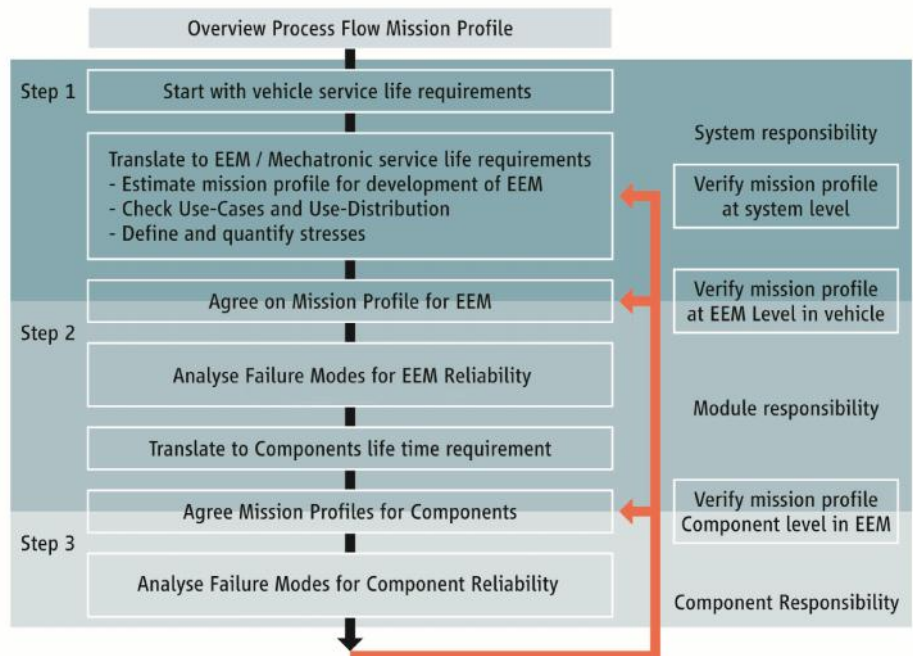 Overview Process Flow Mission Profile
Step 1
Start with vehicle service life requirements
Translate to EEM / Mechatronic service life requirements
- Estimate mission profile for development of EEM
- Check Use-Cases and Use-Distribution
- Define and quantify stresses
System responsibility
Verify mission profile
at system level
Agree on Mission Profile for EEM
Verify mission profile
at EEM Level in vehicle
Step 2
Analyse Failure Modes for EEM Reliability
Module responsibility
Translate to Components life time requirement
Agree Mission Profiles for Components
Verify mission profile
Component level in EEM
Step 3
Analyse Failure Modes for Component Reliability
Component Responsibility